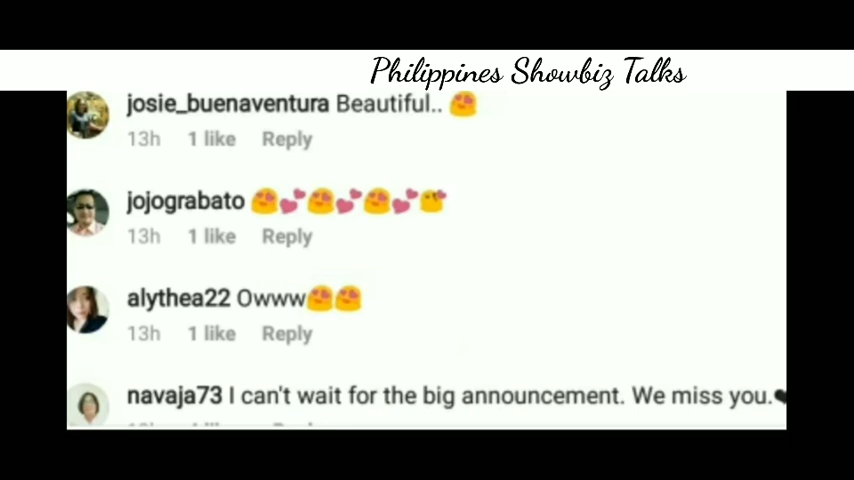 Philippines Showbiz Talks
josie_buenaventura Beautiful.. 😍
13h 1 like Reply
jojograbato 😍💕😍💕😍💕😘
13h 1 like Reply
alythea22 Owww😍😍
13h 1 like Reply
navaja73 I can't wait for the big announcement. We miss you.❤